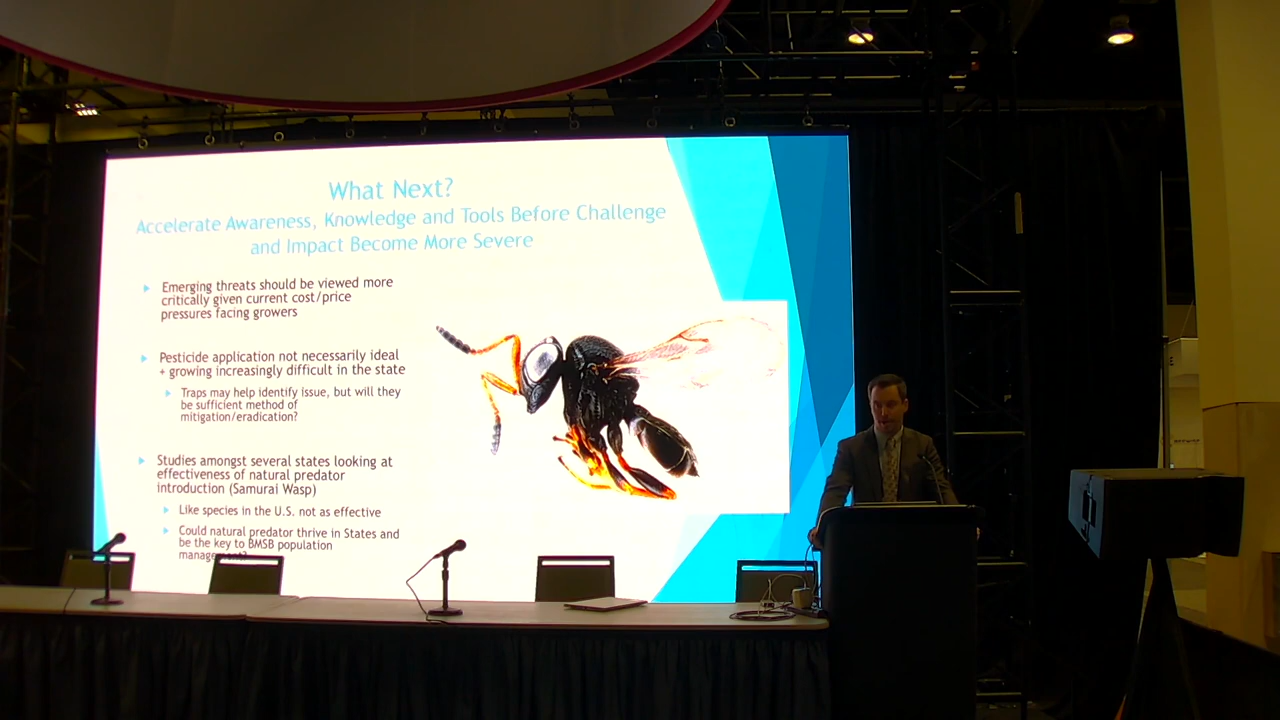 What Next?
Accelerate Awareness, Knowledge and Tools Before Challenge
and Impact Become More Severe
Emerging threats should be viewed more
critically given current cost/price
pressures facing growers
Pesticide application not necessarily ideal
+ growing increasingly difficult in the state
Traps may help identify issue, but will they
be sufficient method of
mitigation/eradication?
Studies amongst several states looking at
effectiveness of natural predator
introduction (Samurai Wasp)
Like species in the U.S. not as effective
Could natural predator thrive in States and
be the key to BMSB population